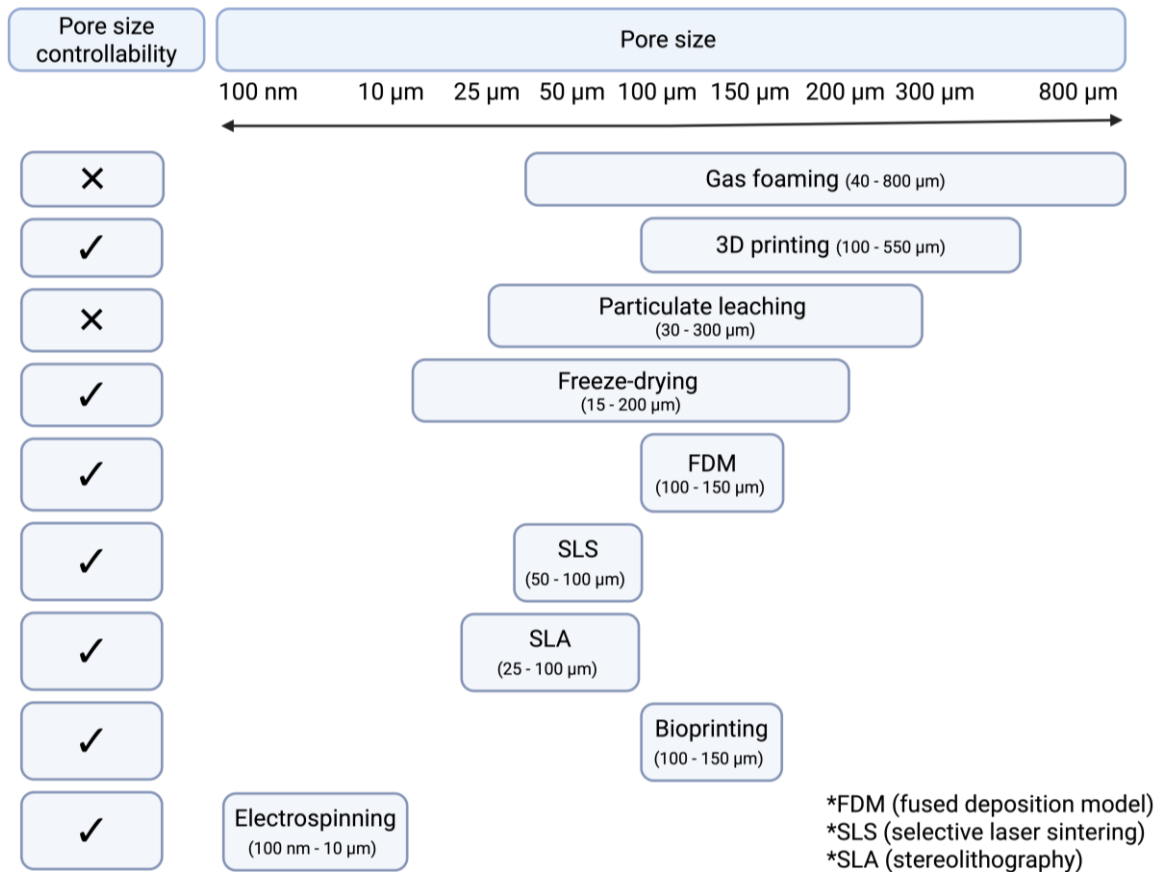 Pore size
controllability
Pore size
100 nm 10 µm 25 µm 50 µm 100 µm 150 µm 200 µm 300 µm 800 µm
✕
Gas foaming (40 - 800 µm)
✓
3D printing (100 - 550 µm)
✕
Particulate leaching
(30 - 300 µm)
✓
Freeze-drying
(15 - 200 µm)
✓
FDM
(100 - 150 µm)
✓
SLS
(50 - 100 µm)
✓
SLA
(25 - 100 µm)
✓
Bioprinting
(100 - 150 µm)
✓
Electrospinning
(100 nm - 10 µm)
*FDM (fused deposition model)
*SLS (selective laser sintering)
*SLA (stereolithography)